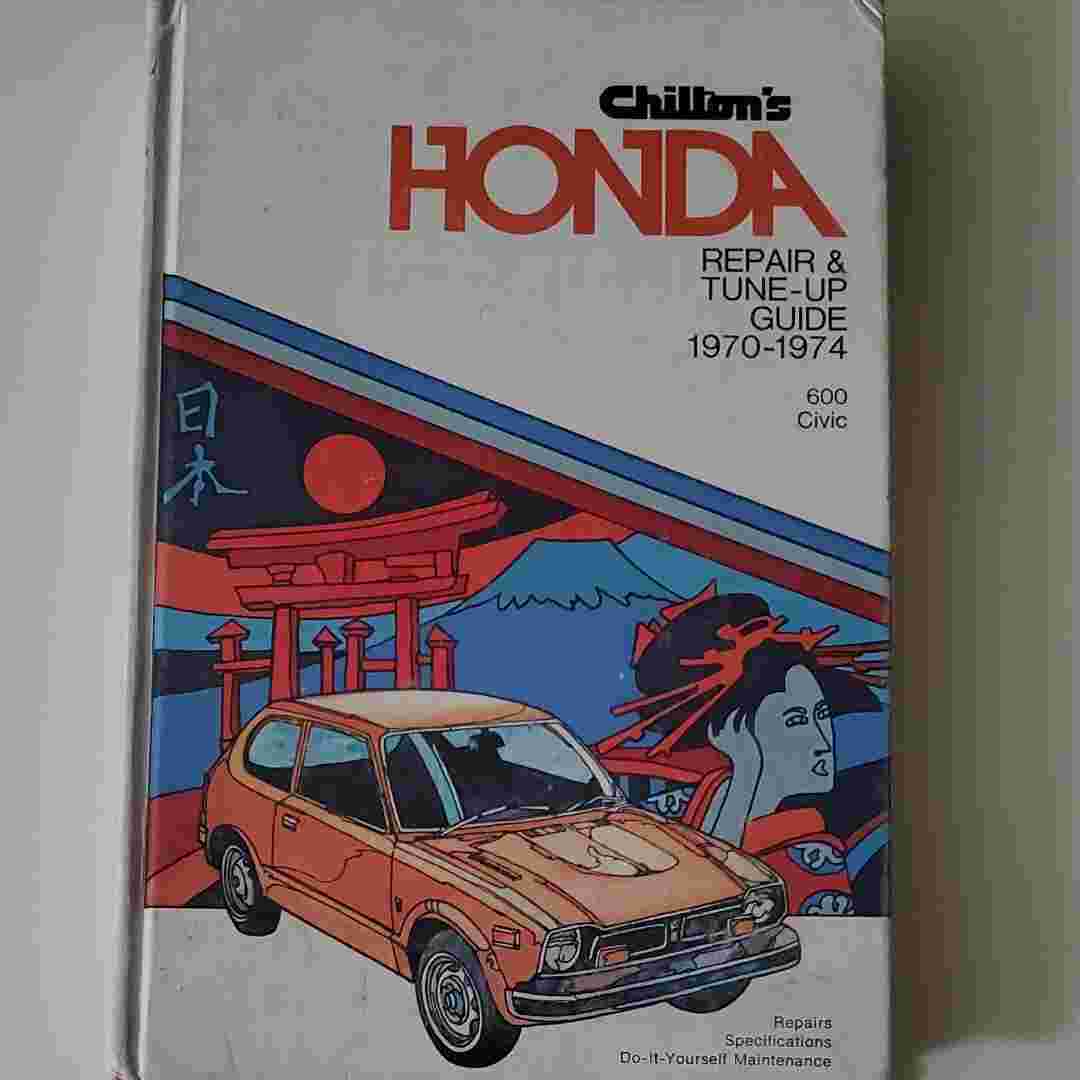 Chilton's
HONDA
REPAIR &
TUNE-UP
GUIDE
1970-1974
600
Civic
日
本
Repairs
Specifications
Do-It-Yourself Maintenance